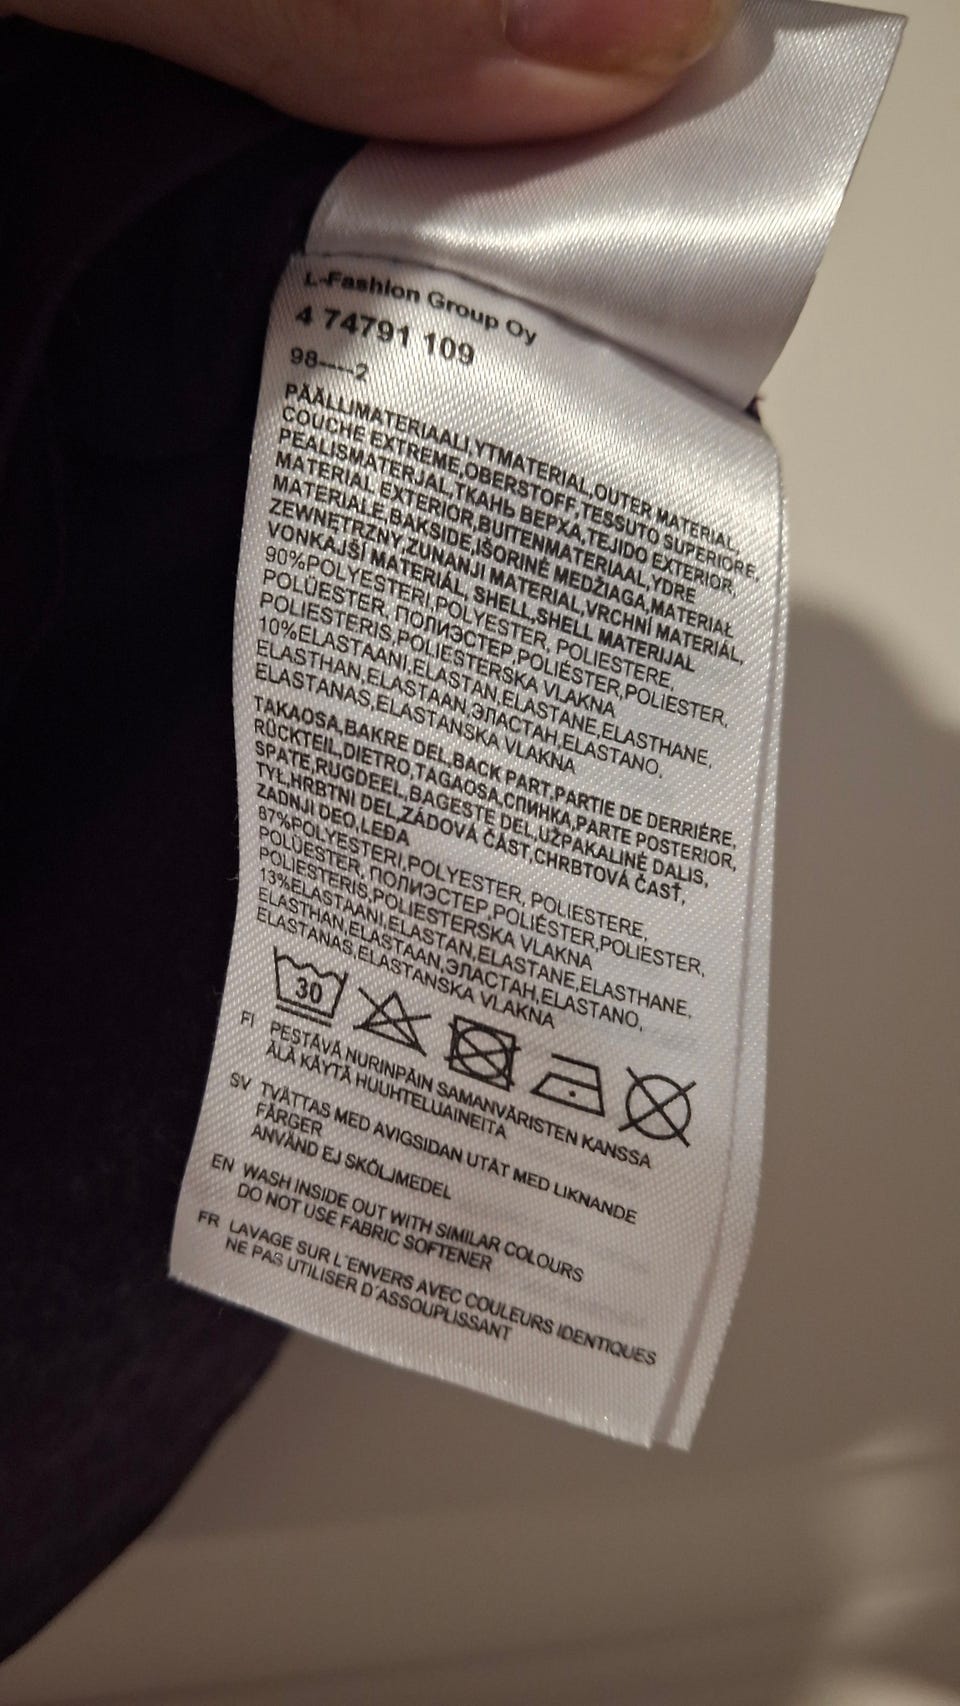 L-Fashion Group Oy
4 74791 109
98----2
PÄÄLLIMATERIAALI,YTMATERIAL,OUTER MATERIAL,
COUCHE EXTREME,OBERSTOFF,TESSUTO SUPERIORE,
PEALISMATERJAL,ТКАНЬ ВЕРХА,TEJIDO EXTERIOR,
MATERIAL EXTERIOR,BUITENMATERIAAL,YDRE
MATERIALE,BAKSIDE,IŠORINĖ MEDŽIAGA,MATERIAŁ
ZEWNĘTRZNY,ZUNANJI MATERIAL,VRCHNÍ MATERIÁL,
VONKAJŠÍ MATERIÁL, SHELL,SHELL MATERIJAL
90%POLYESTERI,POLYESTER, POLIESTERE,
POLÜESTER, ПОЛИЭСТЕР,POLIÉSTER,POLIESTER,
POLIESTERIS,POLIESTERSKA VLAKNA
10%ELASTAANI,ELASTAN,ELASTANE,ELASTHANE,
ELASTHAN,ELASTAAN,ЭЛАСТАН,ELASTANO,
ELASTANAS,ELASTANSKA VLAKNA
TAKAOSA,BAKRE DEL,BACK PART,PARTIE DE DERRIÉRE,
RÜCKTEIL,DIETRO,TAGAOSA,СПИНКА,PARTE POSTERIOR,
SPATE,RUGDEEL,BAGESTE DEL,UŽPAKALINĖ DALIS,
TYŁ,HRBTNI DEL,ZÁDOVÁ ČÁST,CHRBTOVÁ ČASŤ,
ZADNJI DEO,LEĐA
87%POLYESTERI,POLYESTER, POLIESTERE,
POLÜESTER, ПОЛИЭСТЕР,POLIÉSTER,POLIESTER,
POLIESTERIS,POLIESTERSKA VLAKNA
13%ELASTAANI,ELASTAN,ELASTANE,ELASTHANE,
ELASTHAN,ELASTAAN,ЭЛАСТАН,ELASTANO,
ELASTANAS,ELASTANSKA VLAKNA
30
FI PESTÄVÄ NURINPÄIN SAMANVÄRISTEN KANSSA
ÄLÄ KÄYTÄ HUUHTELUAINEITA
SV TVÄTTAS MED AVIGSIDAN UTÅT MED LIKNANDE
FÄRGER
ANVÄND EJ SKÖLJMEDEL
EN WASH INSIDE OUT WITH SIMILAR COLOURS
DO NOT USE FABRIC SOFTENER
FR LAVAGE SUR L´ENVERS AVEC COULEURS IDENTIQUES
NE PAS UTILISER D´ASSOUPLISSANT